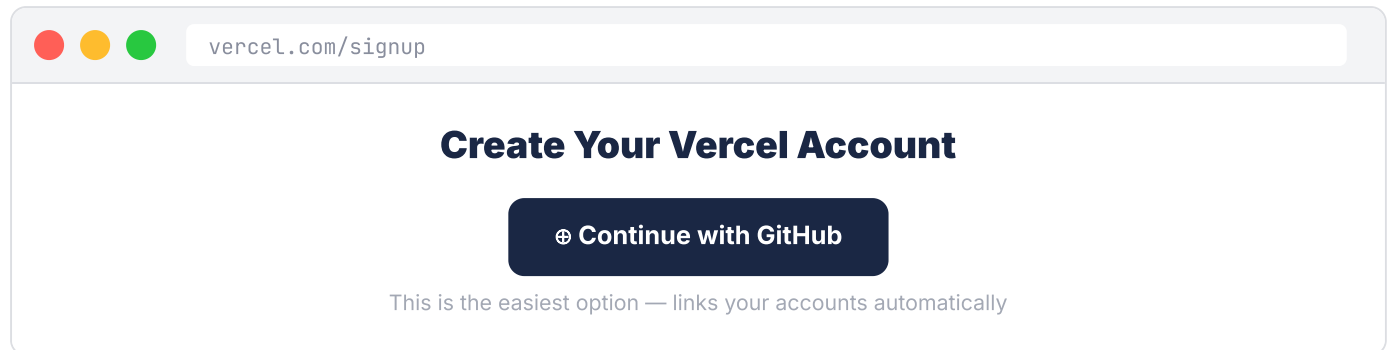 vercel.com/signup
Create Your Vercel Account
⊕ Continue with GitHub
This is the easiest option — links your accounts automatically